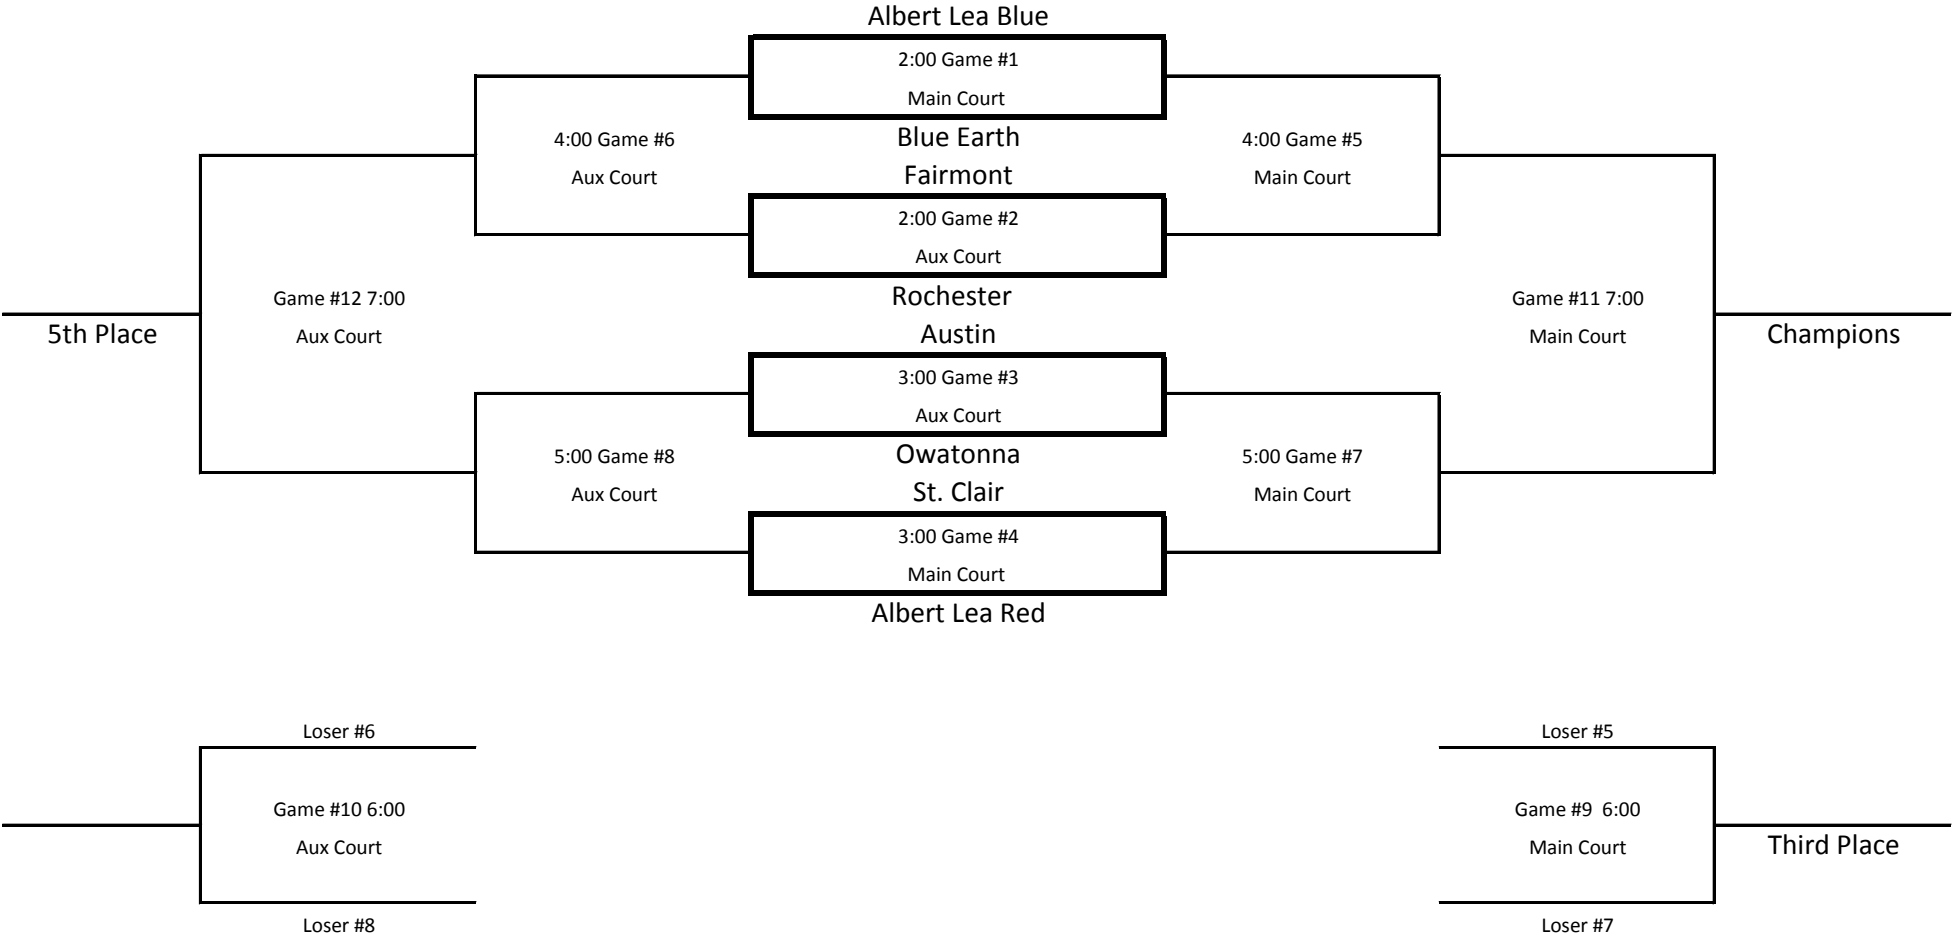 Albert Lea Blue
2:00 Game #1
Main Court
4:00 Game #6
Blue Earth
4:00 Game #5
Aux Court
Fairmont
Main Court
2:00 Game #2
Aux Court
Game #12 7:00
Rochester
Game #11 7:00
5th Place
Aux Court
Austin
Main Court
Champions
3:00 Game #3
Aux Court
5:00 Game #8
Owatonna
5:00 Game #7
Aux Court
St. Clair
Main Court
3:00 Game #4
Main Court
Albert Lea Red
Loser #6
Loser #5
Game #10 6:00
Game #9  6:00
Aux Court
Main Court
Third Place
Loser #8
Loser #7